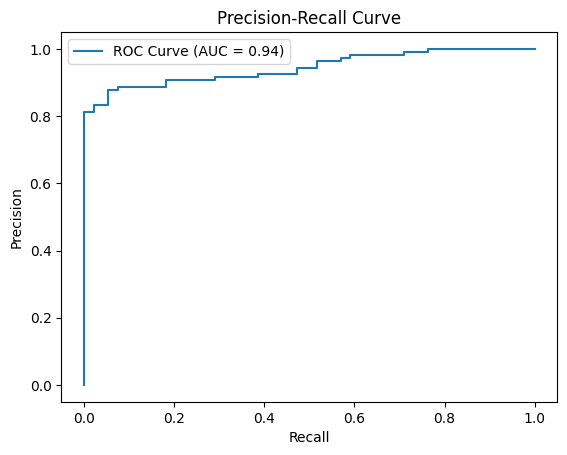 Precision-Recall Curve
ROC Curve (AUC = 0.94)
1.0
0.8
0.6
0.4
0.2
0.0
Precision
0.0 0.2 0.4 0.6 0.8 1.0
Recall